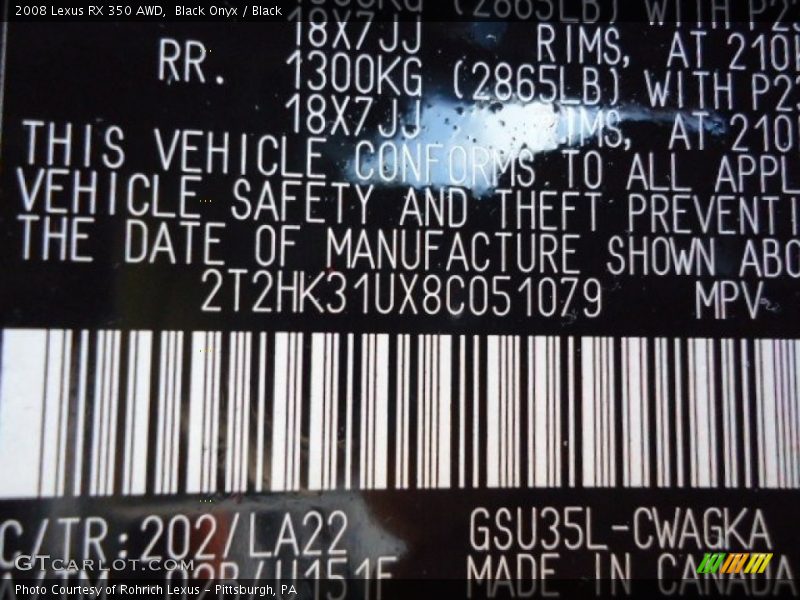 2008 Lexus RX 350 AWD,  Black Onyx / Black
(2865LB) WITH
18X7JJ RIMS, AT 210
RR. 1300KG (2865LB) WITH P2
18X7JJ RIMS, AT 210
THIS VEHICLE CONFORMS TO ALL APPL
VEHICLE SAFETY AND THEFT PREVENTI
THE DATE OF MANUFACTURE SHOWN ABO
2T2HK31UX8C051079 MPV
C/TR:202/LA22 GSU35L-CWAGKA
MADE IN CANADA
GTcarlot.com
Photo Courtesy of Rohrich Lexus - Pittsburgh, PA